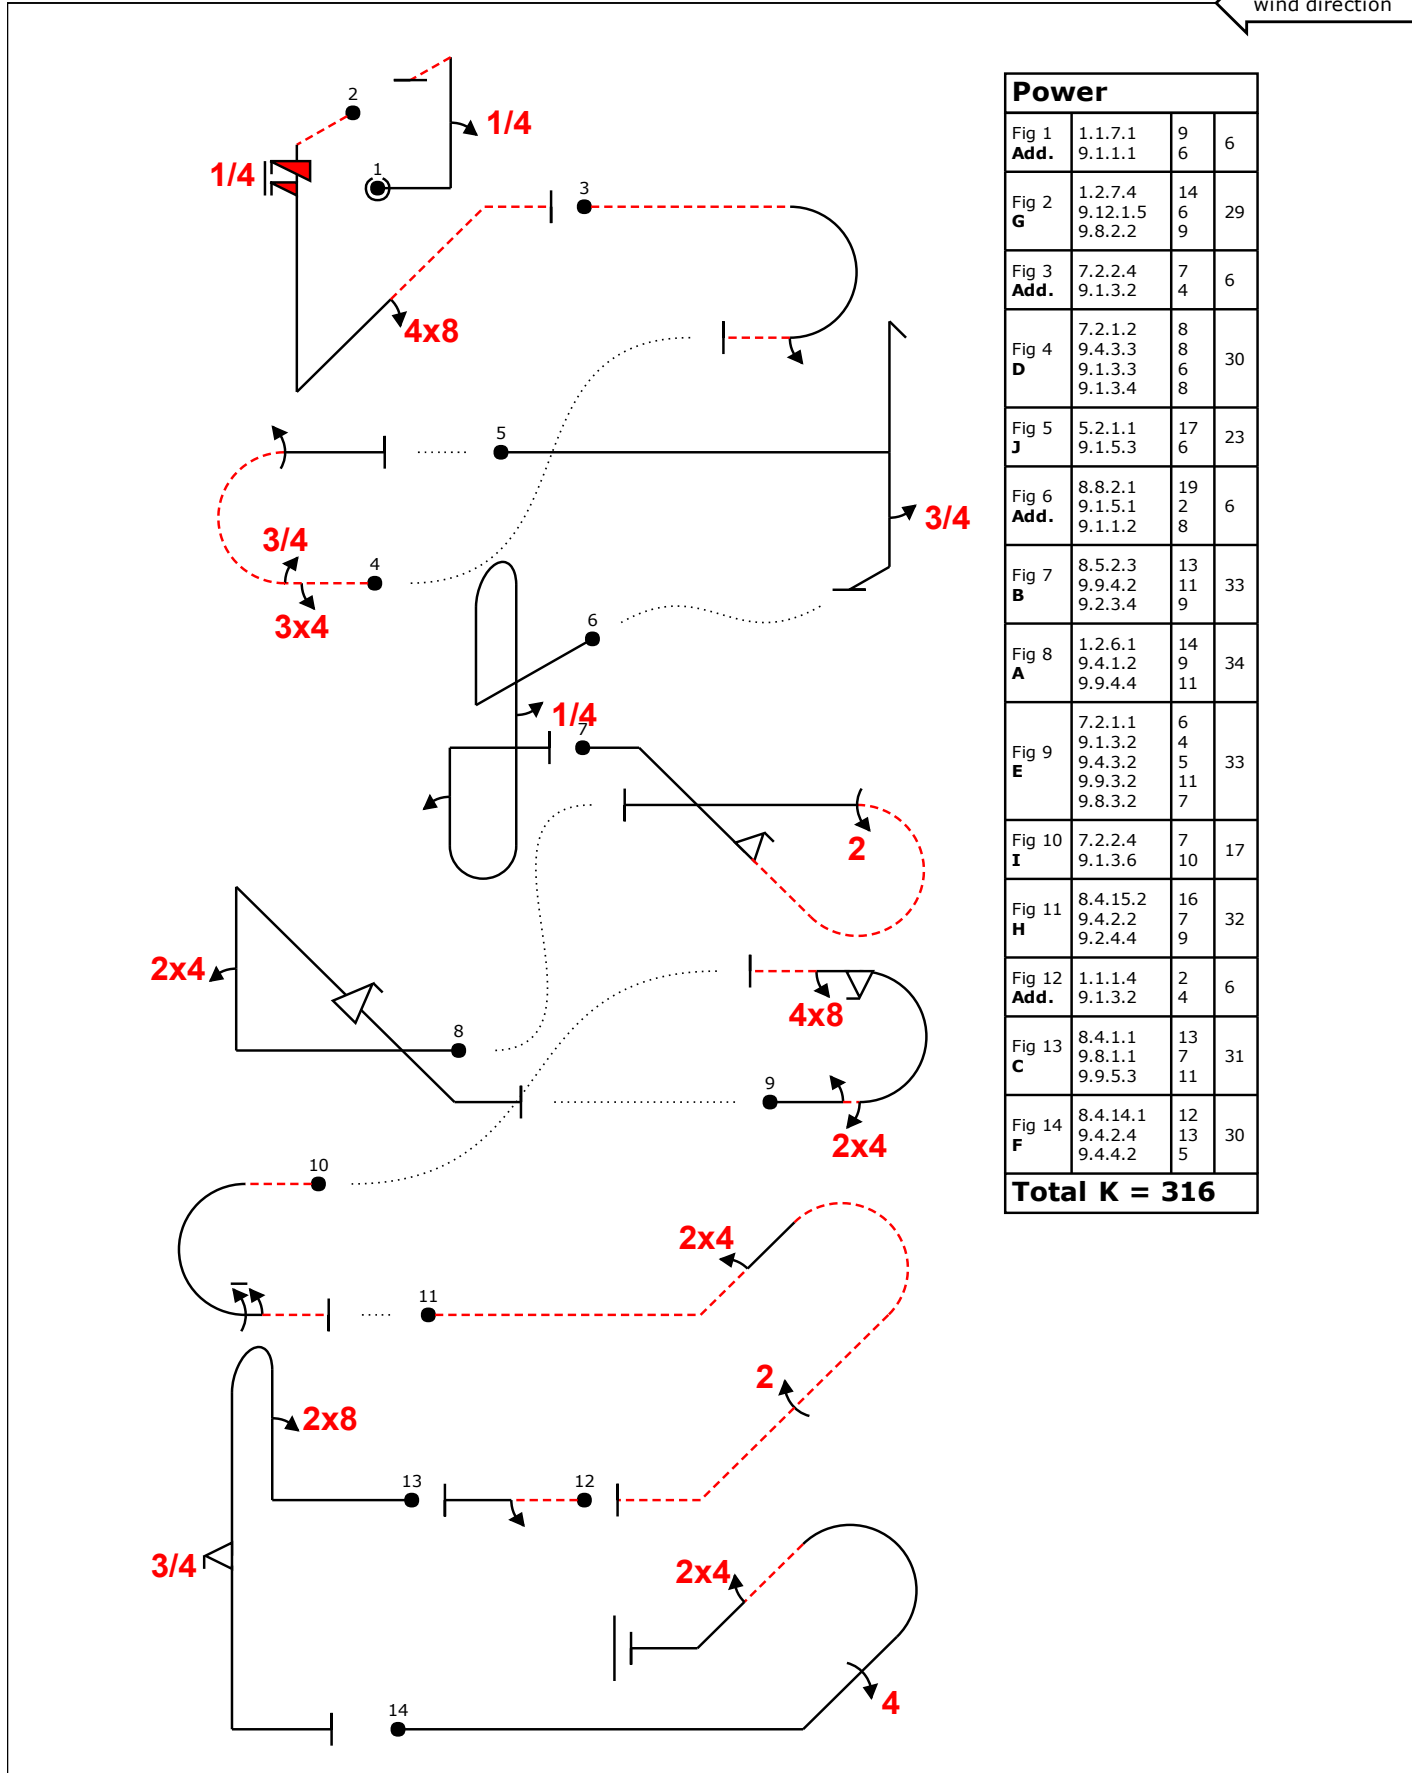 wind direction
2
1/4
1/4
1
3
4x8
5
3/4
3/4
4
3x4
6
1/4
7
2
2x4
8
4x8
9
2x4
10
2x4
11
2
2x8
13
12
3/4
2x4
14
4
Power
Fig 1 1.1.7.1 9 6
Add. 9.1.1.1 6
Fig 2 1.2.7.4 14 29
G 9.12.1.5 6
9.8.2.2 9
Fig 3 7.2.2.4 7 6
Add. 9.1.3.2 4
Fig 4 7.2.1.2 8 30
D 9.4.3.3 8
9.1.3.3 6
9.1.3.4 8
Fig 5 5.2.1.1 17 23
J 9.1.5.3 6
Fig 6 8.8.2.1 19 6
Add. 9.1.5.1 2
9.1.1.2 8
Fig 7 8.5.2.3 13 33
B 9.9.4.2 11
9.2.3.4 9
Fig 8 1.2.6.1 14 34
A 9.4.1.2 9
9.9.4.4 11
Fig 9 7.2.1.1 6 33
E 9.1.3.2 4
9.4.3.2 5
9.9.3.2 11
9.8.3.2 7
Fig 10 7.2.2.4 7 17
I 9.1.3.6 10
Fig 11 8.4.15.2 16 32
H 9.4.2.2 7
9.2.4.4 9
Fig 12 1.1.1.4 2 6
Add. 9.1.3.2 4
Fig 13 8.4.1.1 13 31
C 9.8.1.1 7
9.9.5.3 11
Fig 14 8.4.14.1 12 30
F 9.4.2.4 13
9.4.4.2 5
Total K = 316